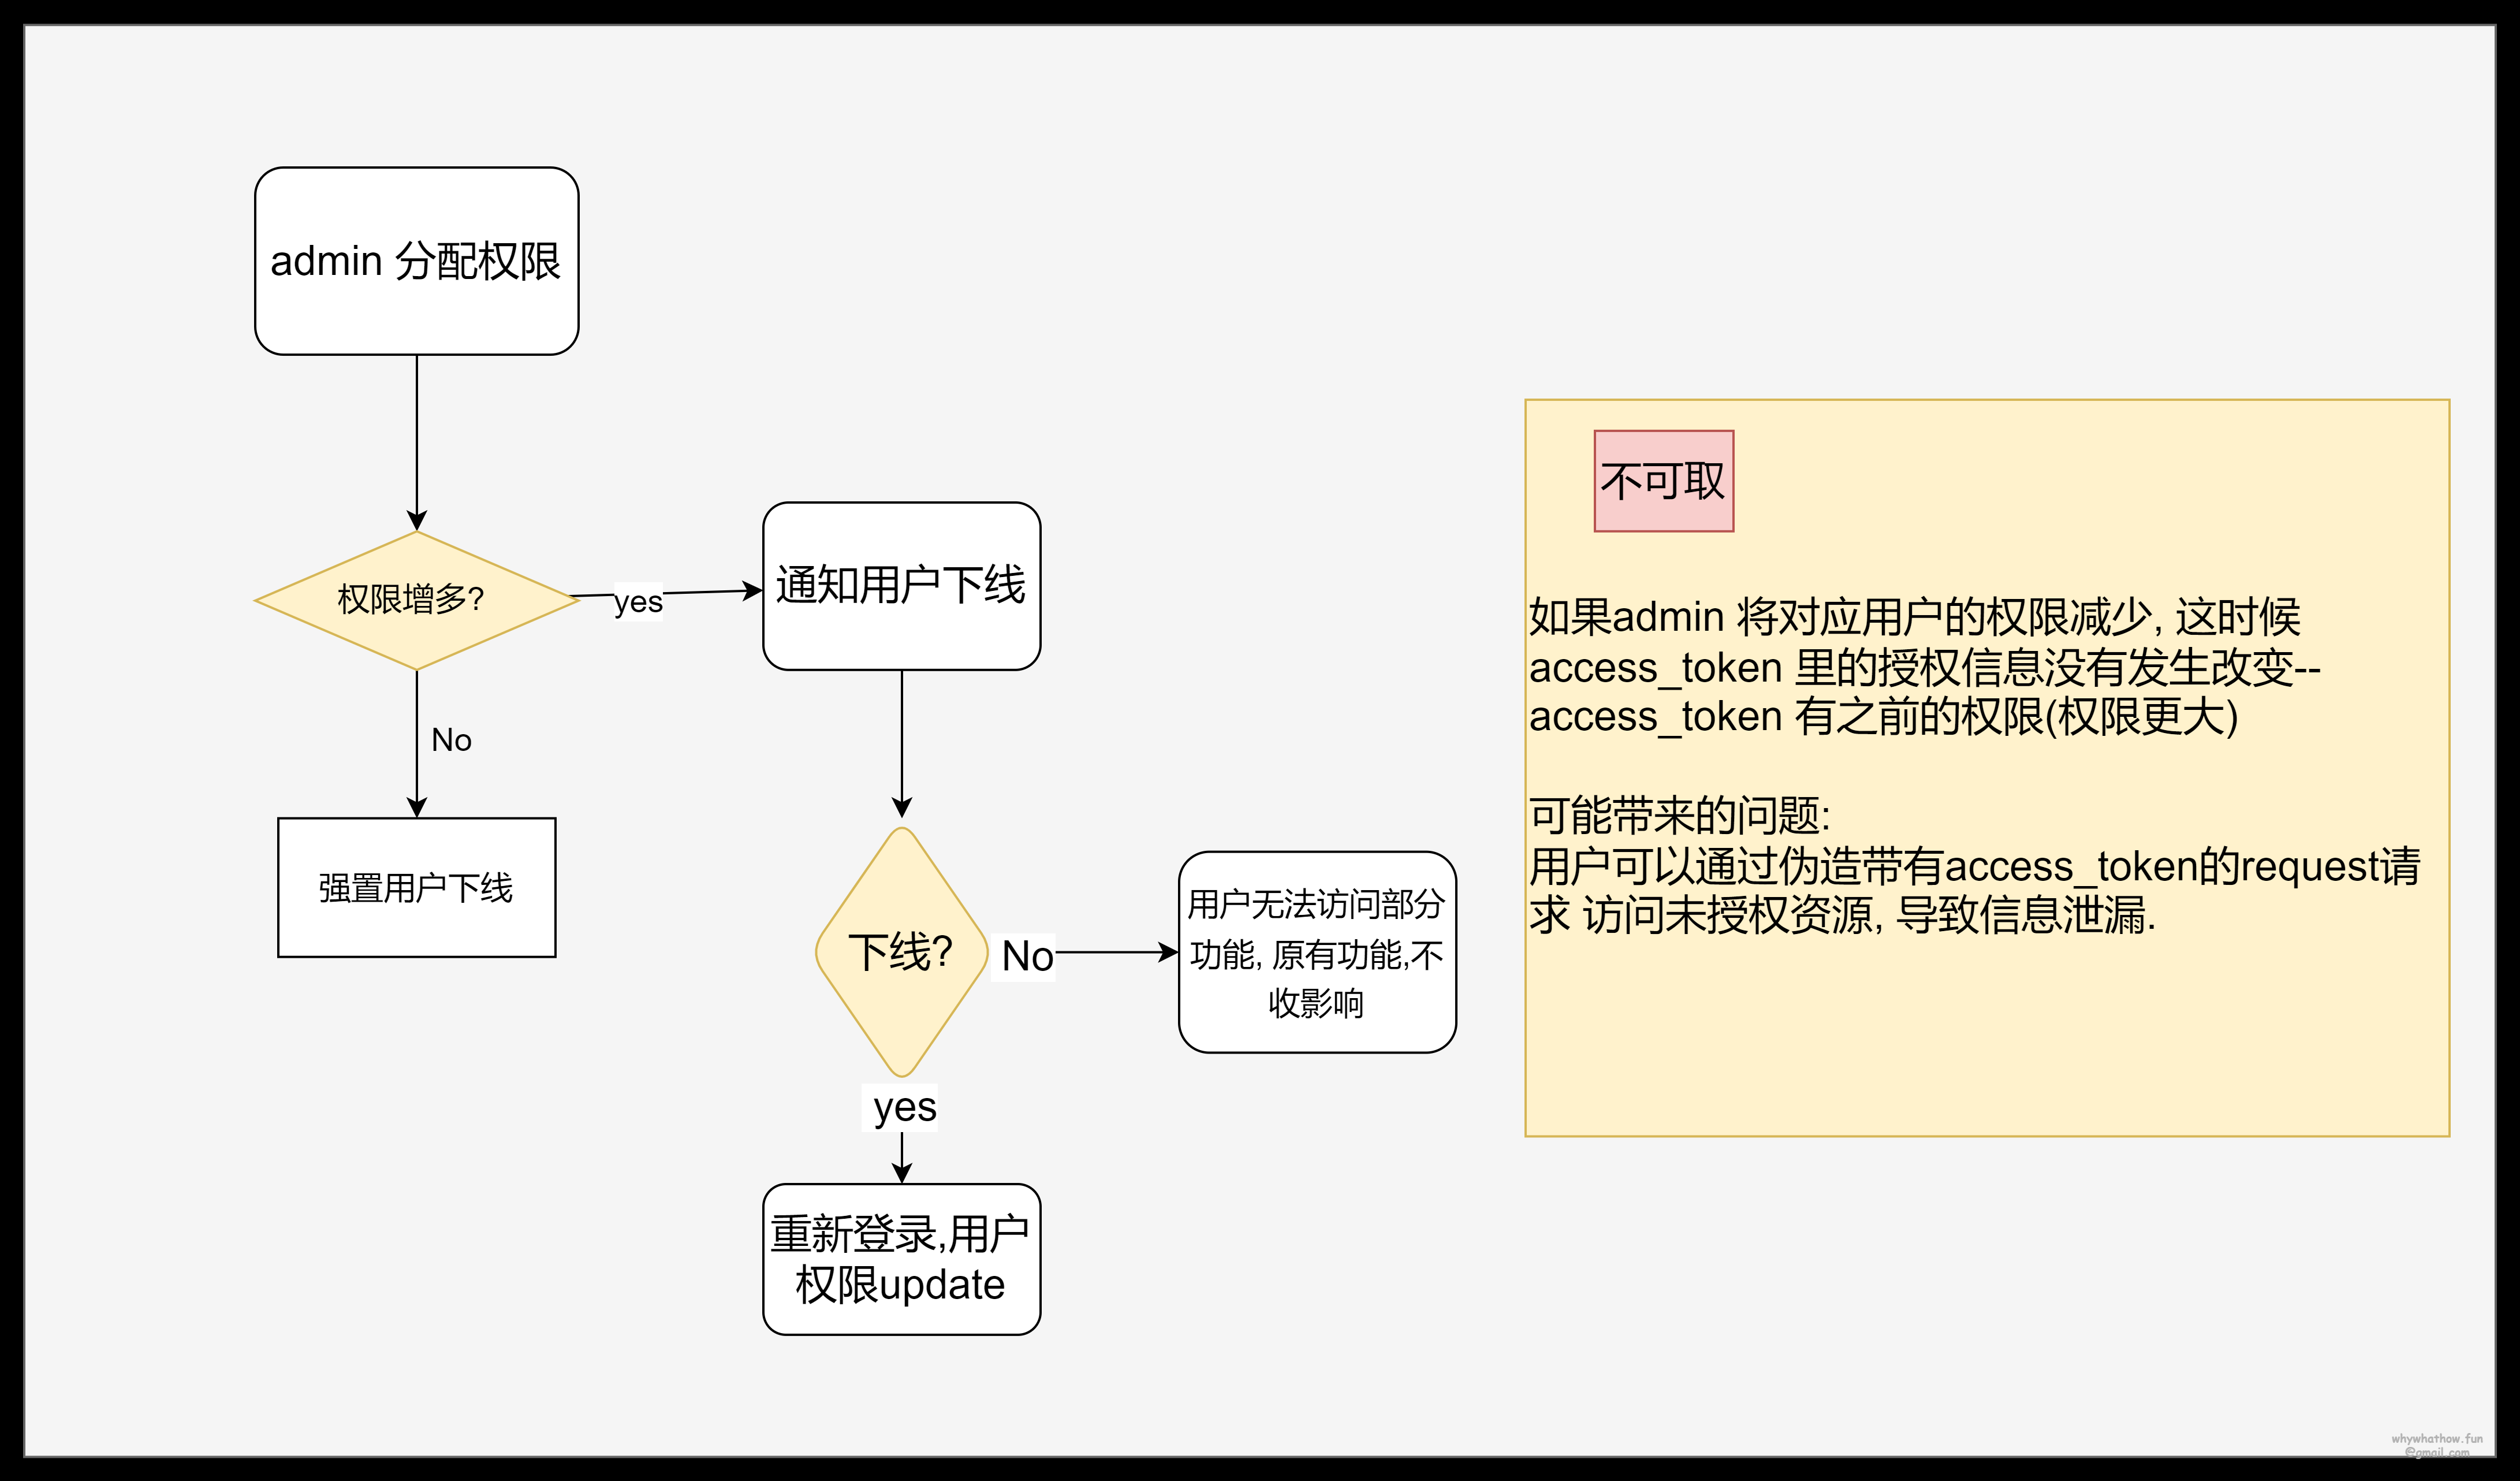 admin 分配权限
权限增多?
yes
通知用户下线
No
强置用户下线
下线?
No
用户无法访问部分
功能, 原有功能,不
收影响
yes
重新登录,用户
权限update
不可取
如果admin 将对应用户的权限减少, 这时候
access_token 里的授权信息没有发生改变--
access_token 有之前的权限(权限更大)
可能带来的问题:
用户可以通过伪造带有access_token的request请
求 访问未授权资源, 导致信息泄漏.
whywhathow.fun
@gmail.com